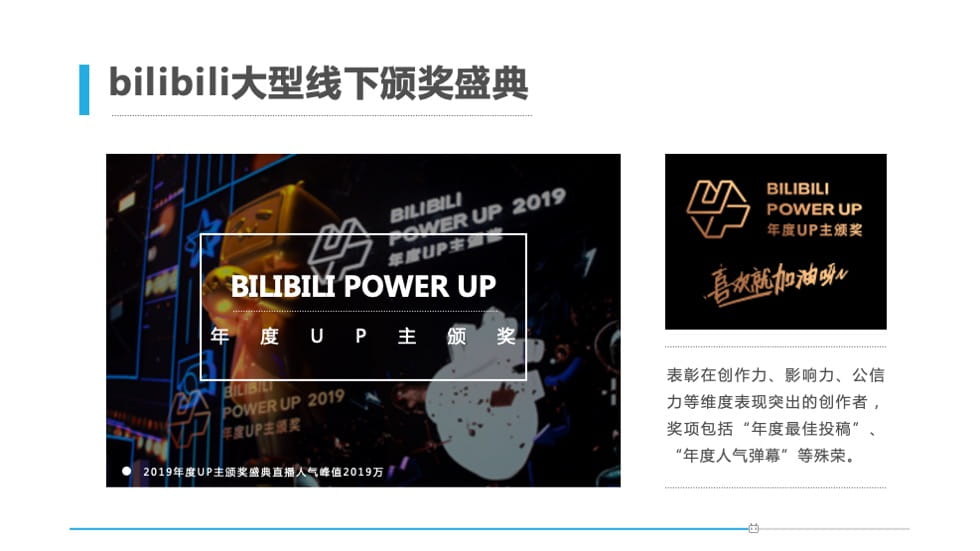 bilibili大型线下颁奖盛典
BILIBILI
POWER UP 2019
年度UP主颁奖
BILIBILI POWER UP
年度UP主颁奖
BILIBILI
POWER UP 2019
年度UP主颁奖
2019年度UP主颁奖盛典直播人气峰值2019万
BILIBILI
POWER UP
年度UP主颁奖
喜欢就加油呀
表彰在创作力、影响力、公信
力等维度表现突出的创作者，
奖项包括“年度最佳投稿”、
“年度人气弹幕”等殊荣。